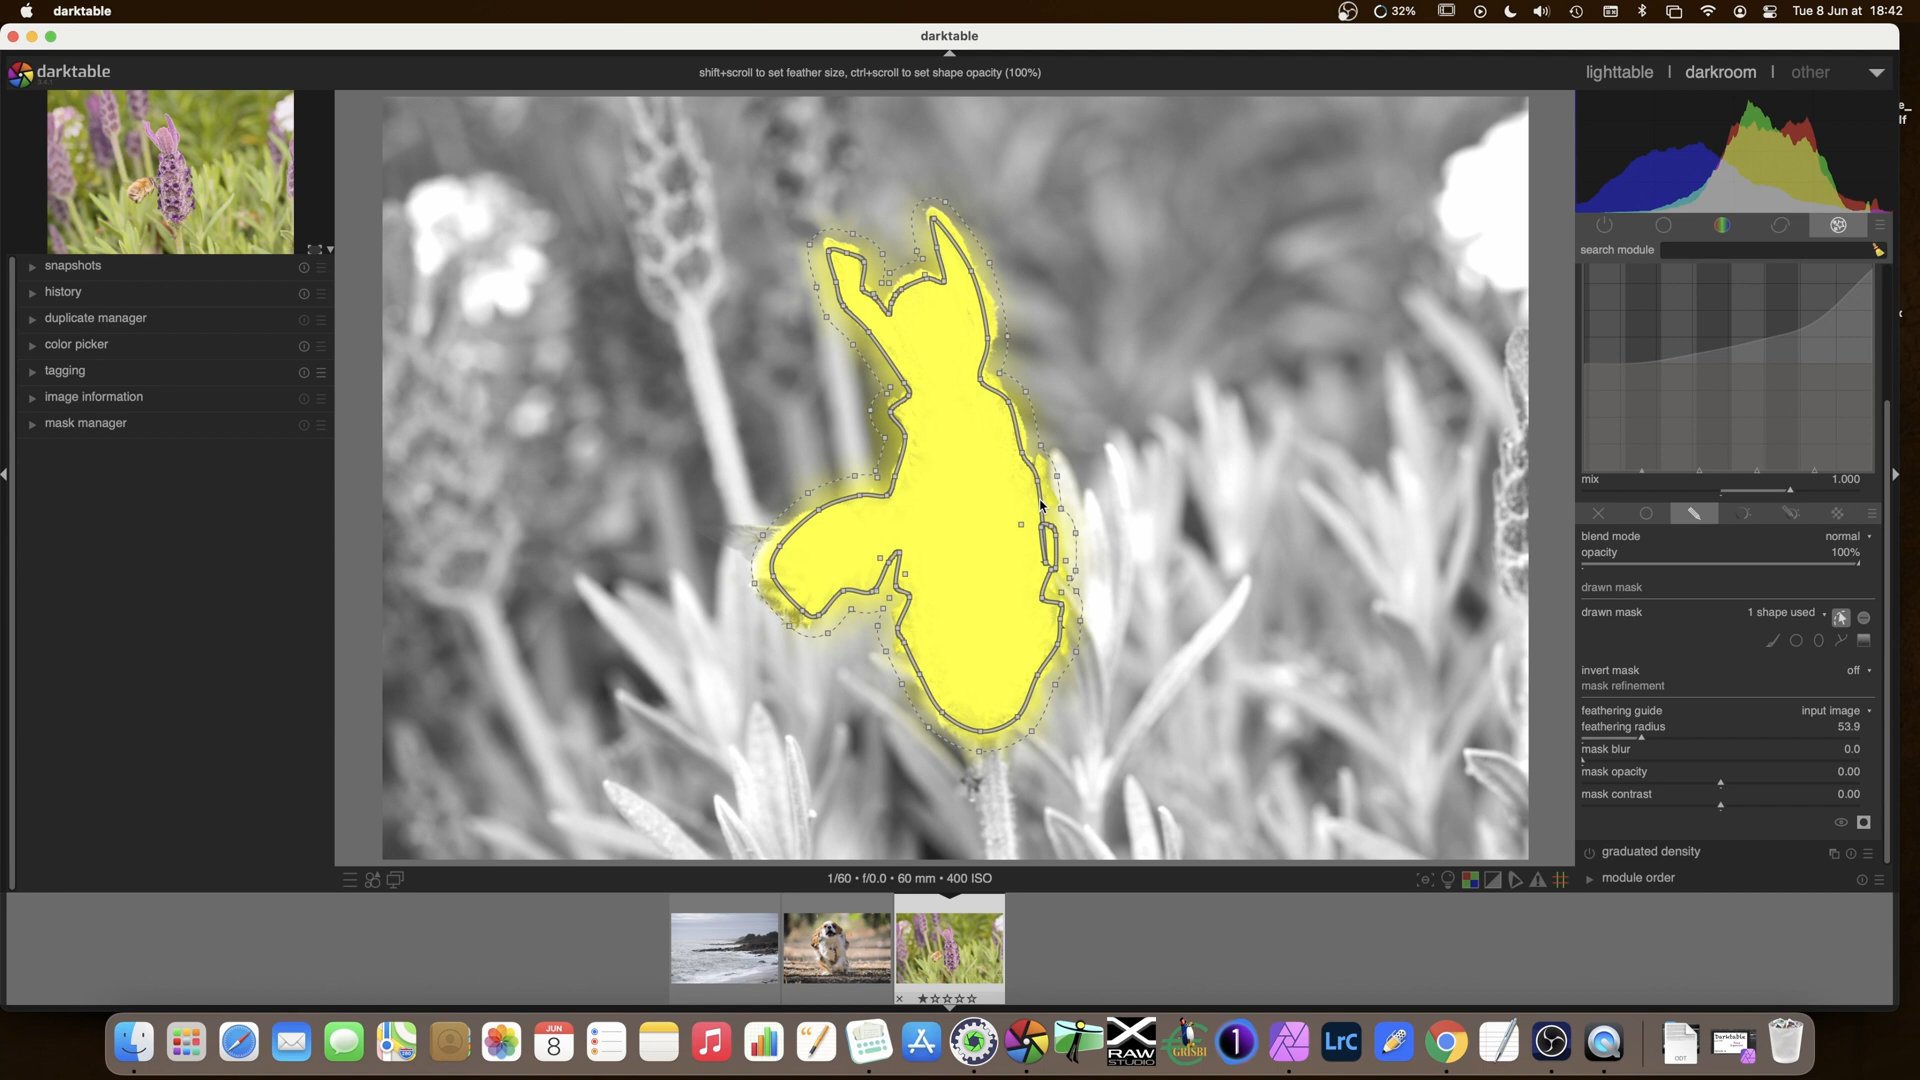 darktable
32%
Tue 8 Jun at 18:42
darktable
darktable
shift+scroll to set feather size, ctrl+scroll to set shape opacity (100%)
lighttable | darkroom | other
search module
snapshots
history
duplicate manager
color picker
tagging
image information
mask manager
mix 1.000
blend mode normal
opacity 100%
drawn mask
drawn mask 1 shape used
invert mask off
mask refinement
feathering guide input image
feathering radius 53.9
mask blur 0.0
mask opacity 0.00
mask contrast 0.00
graduated density
module order
1/60 • f/0.0 • 60 mm • 400 ISO
JUN
8
X
RAW
STUDIO
GRISBI
1
LrC
ODT
Darktable